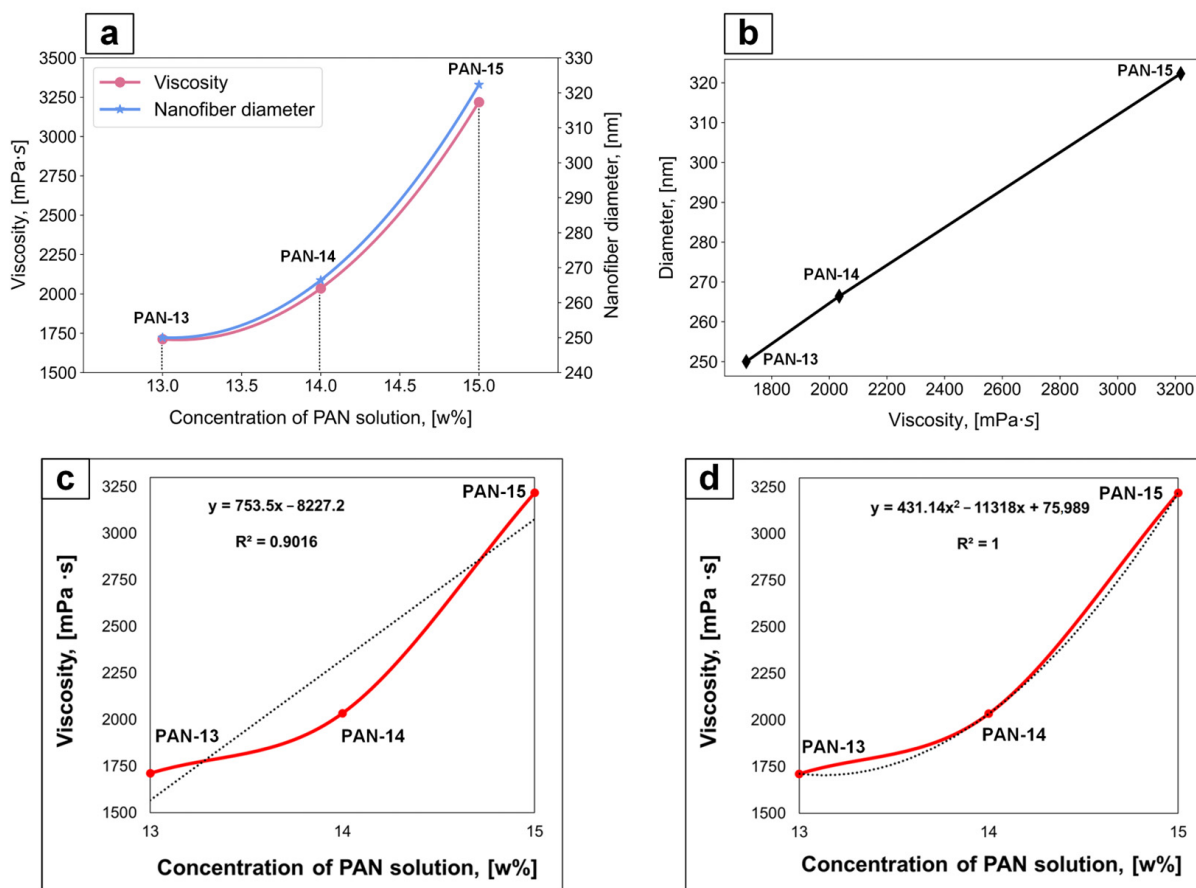 a
Viscosity
Nanofiber diameter
PAN-13
PAN-14
PAN-15
3500
3250
3000
2750
2500
2250
2000
1750
1500
Viscosity, [mPa·s]
330
320
310
300
290
280
270
260
250
240
Nanofiber diameter, [nm]
13.0 13.5 14.0 14.5 15.0
Concentration of PAN solution, [w%]
b
PAN-15
PAN-14
PAN-13
320
310
300
290
280
270
260
250
Diameter, [nm]
1800 2000 2200 2400 2600 2800 3000 3200
Viscosity, [mPa·s]
c
y = 753.5x – 8227.2
R² = 0.9016
PAN-15
PAN-13
PAN-14
3250
3000
2750
2500
2250
2000
1750
1500
Viscosity, [mPa ·s]
13 14 15
Concentration of PAN solution, [w%]
d
PAN-15
y = 431.14x² – 11318x + 75,989
R² = 1
PAN-13
PAN-14
3250
3000
2750
2500
2250
2000
1750
1500
Viscosity, [mPa ·s]
13 14 15
Concentration of PAN solution, [w%]